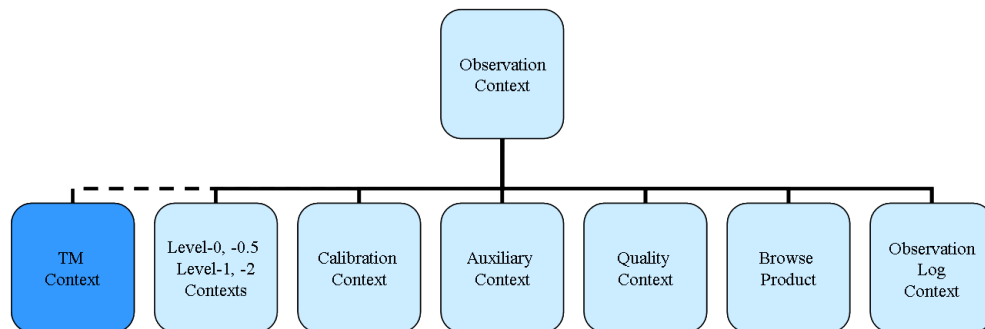 Observation
Context
TM
Context
Level-0, -0.5
Level-1, -2
Contexts
Calibration
Context
Auxiliary Context
Quality
Context
Browse
Product
Observation
Log
Context